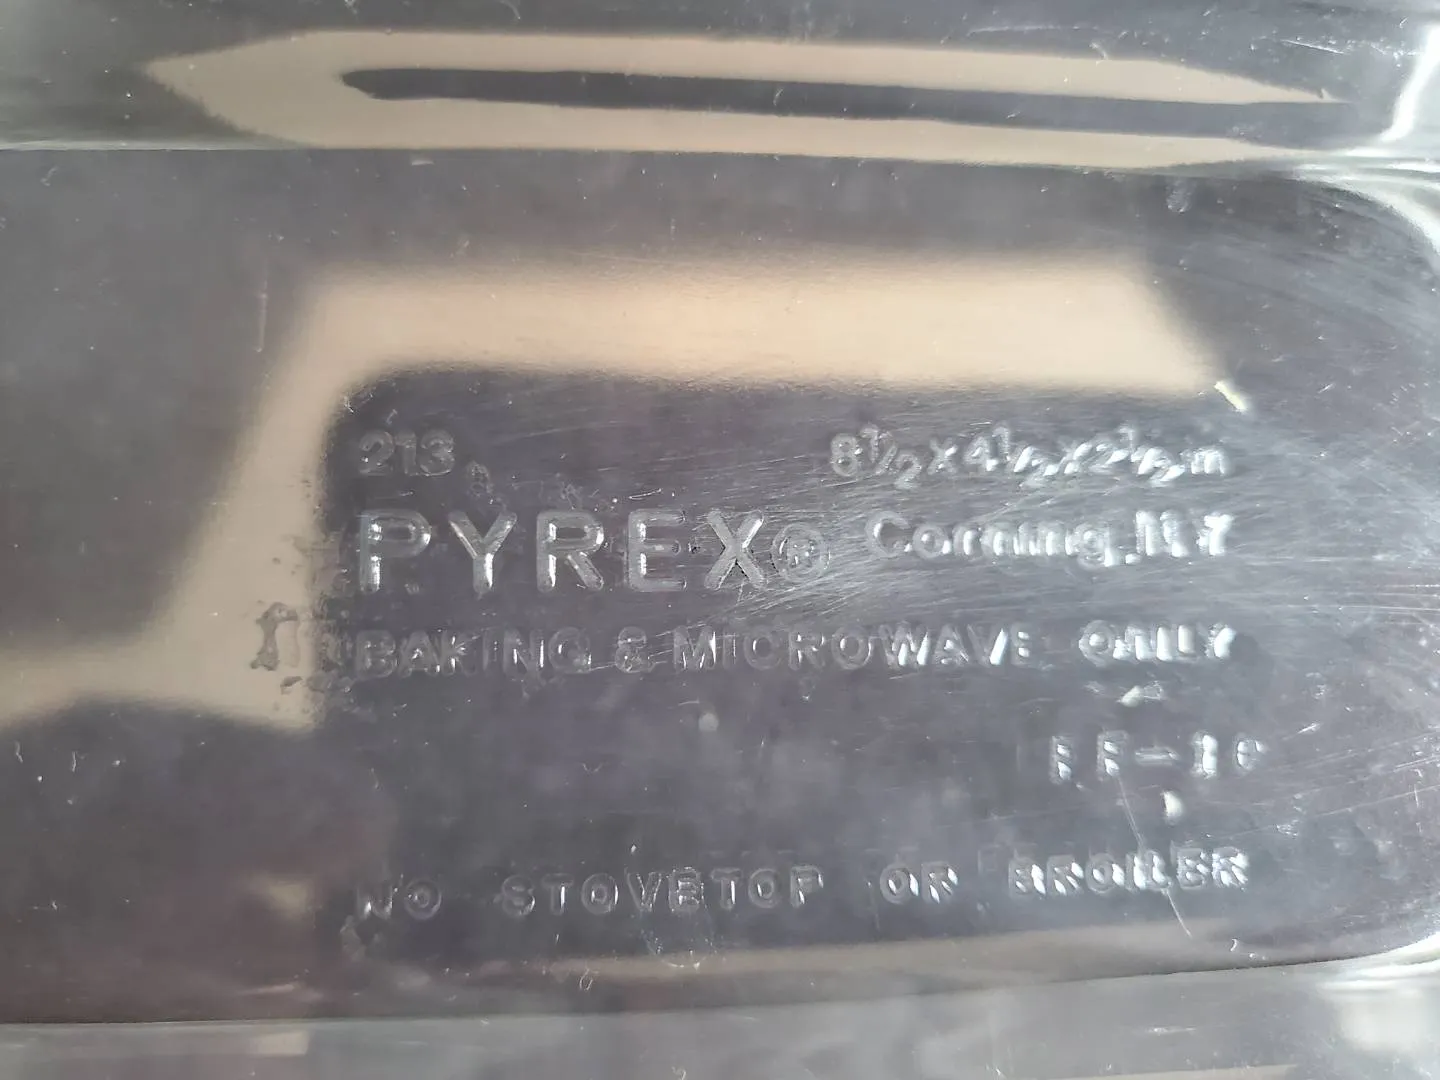 213 8½x4½x2½in
PYREX® Corning, NY
BAKING & MICROWAVE ONLY
NO STOVETOP OR BROILER